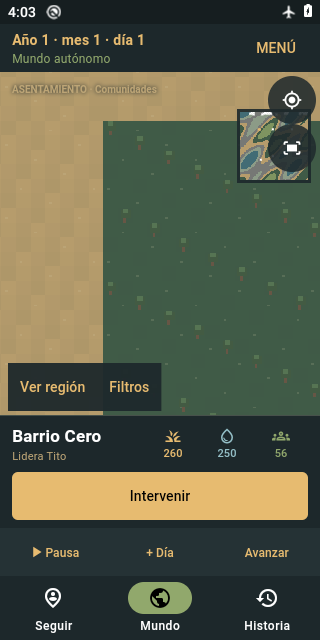 4:03
Año 1 · mes 1 · día 1
Mundo autónomo
MENÚ
ASENTAMIENTO · Comunidades
Ver región
Filtros
Barrio Cero
Lidera Tito
260
250
56
Intervenir
Pausa
+ Día
Avanzar
Seguir
Mundo
Historia